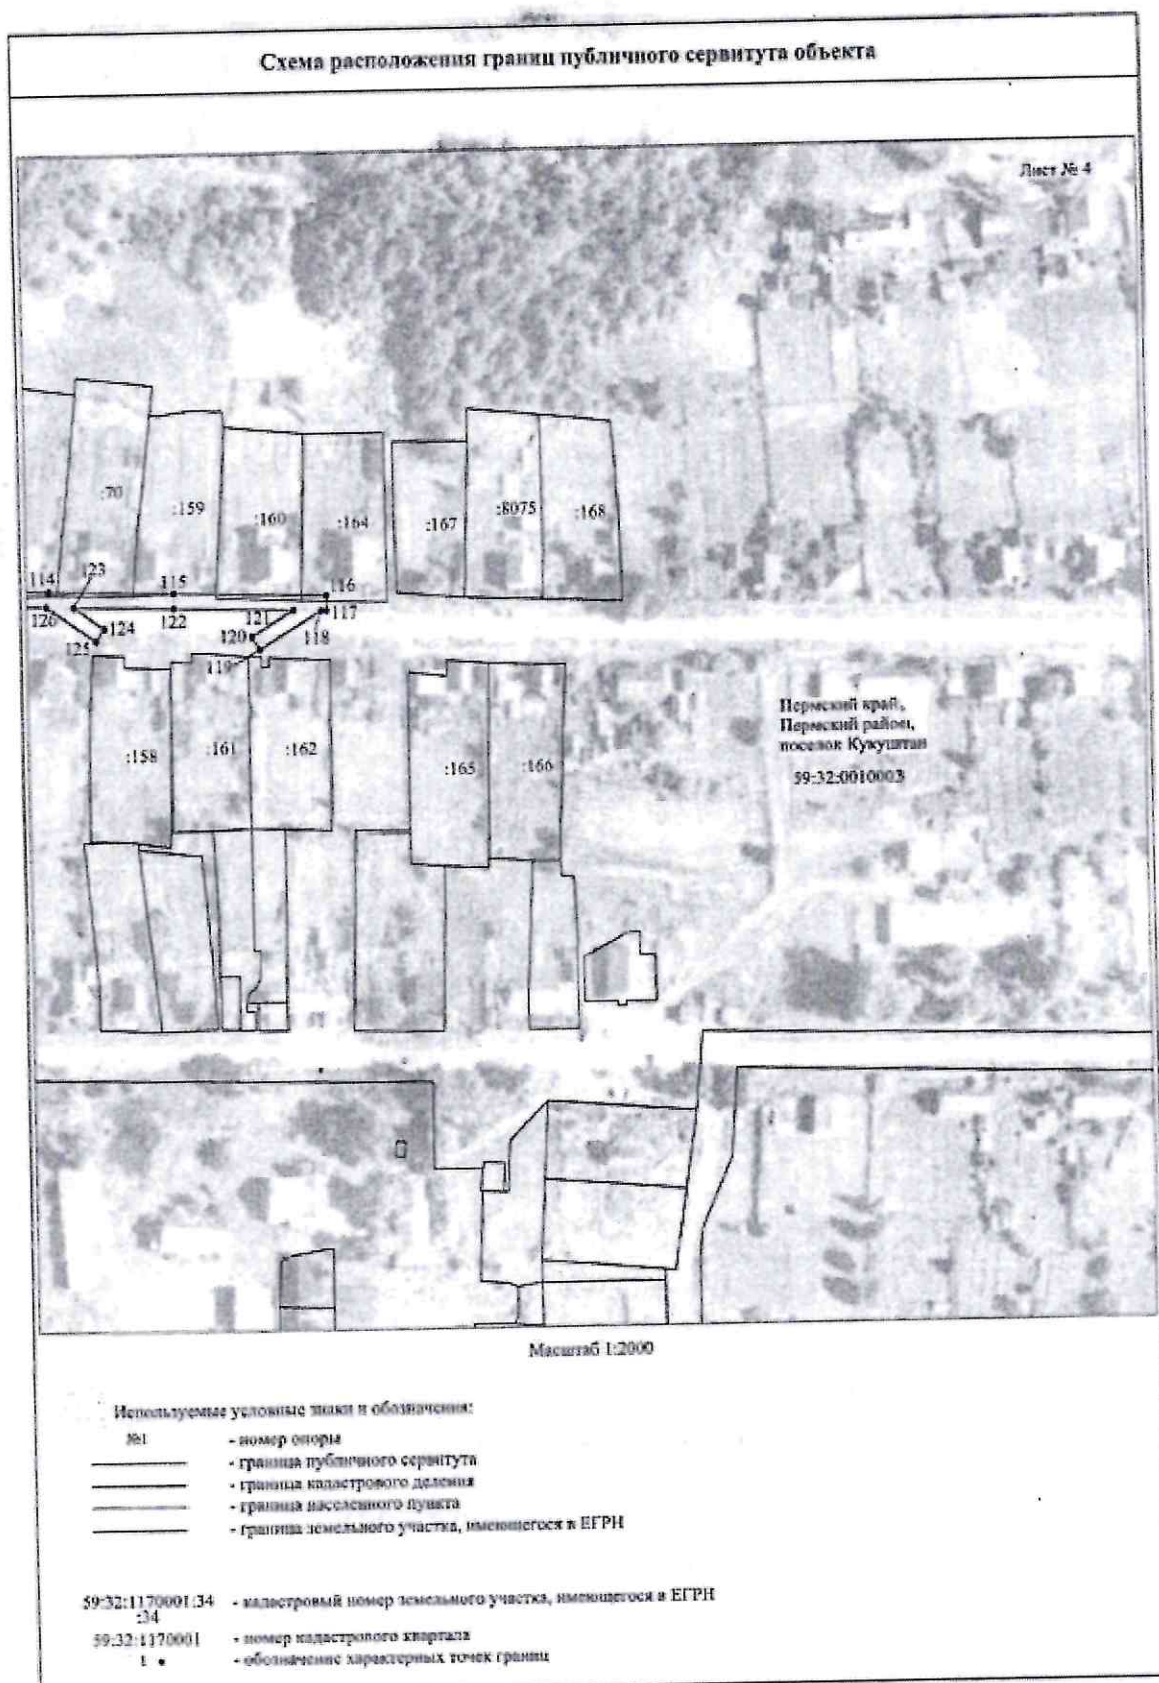 Схема расположения границ публичного сервитута объекта
Лист № 4
:70
:159
:160
:164
:167
:8075
:168
114
123
115
116
126
124
122
121
117
125
120
118
119
:158
:161
:162
:165
:166
Пермский край,
Пермский район,
поселок Кукуштан
59:32:0010003
Масштаб 1:2000
Используемые условные знаки и обозначения:
№1 - номер опоры
- граница публичного сервитута
- граница кадастрового деления
- граница населенного пункта
- граница земельного участка, имеющегося в ЕГРН
59:32:1170001:34 - кадастровый номер земельного участка, имеющегося в ЕГРН
:34
59:32:1170001 - номер кадастрового квартала
1 • - обозначение характерных точек границ